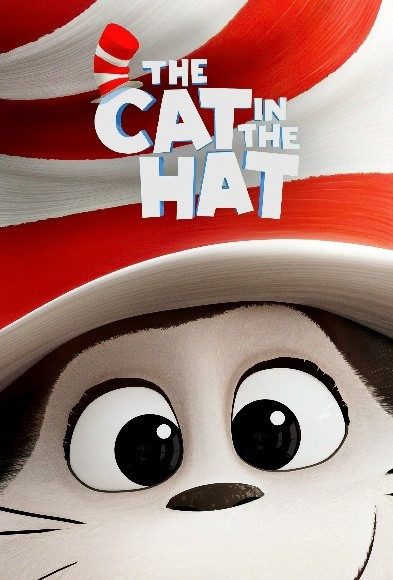 THE
CAT IN
THE
HAT